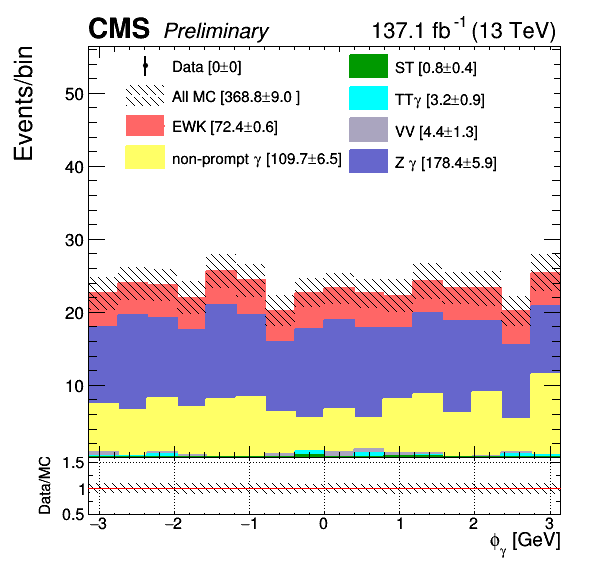 CMS Preliminary 137.1 fb⁻¹ (13 TeV)
Events/bin
Data [0±0]
All MC [368.8±9.0 ]
EWK [72.4±0.6]
non-prompt γ [109.7±6.5]
ST [0.8±0.4]
TTγ [3.2±0.9]
VV [4.4±1.3]
Z γ [178.4±5.9]
50
40
30
20
10
Data/MC
1.5
1
0.5
−3 −2 −1 0 1 2 3
ϕγ [GeV]